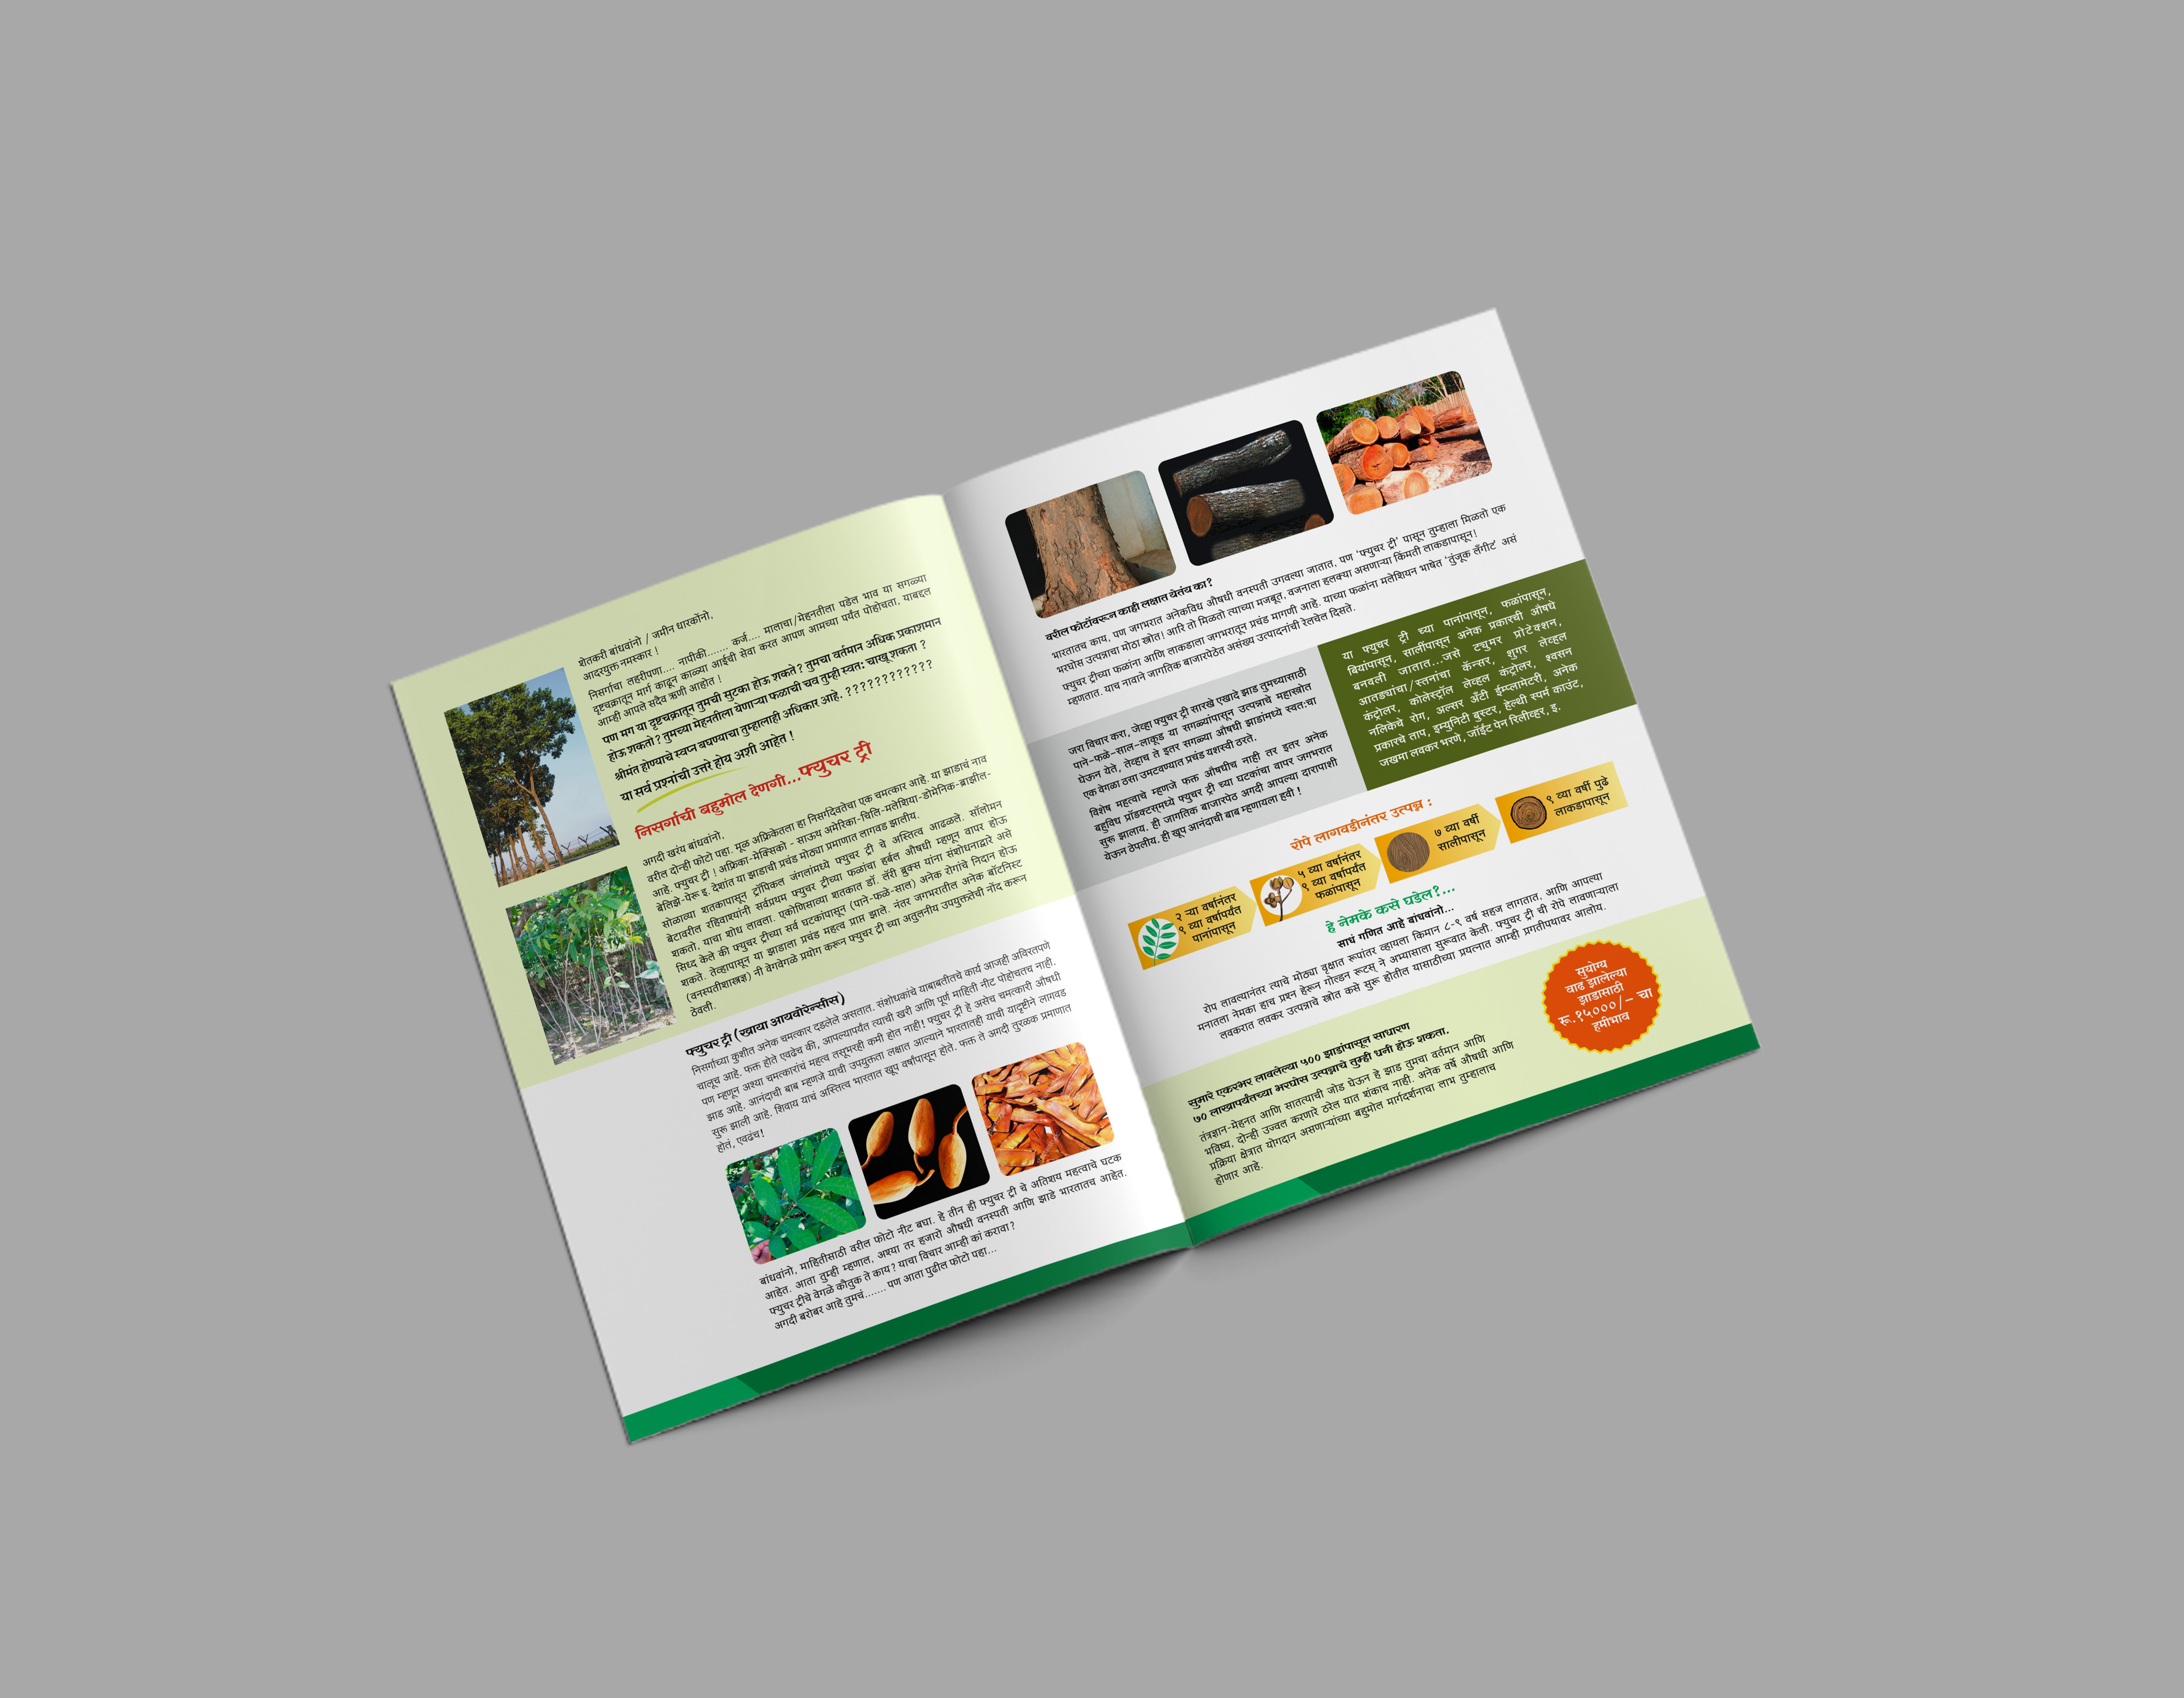 शेतकरी बांधवांनो / जमीन धारकोंनो,
आदरयुक्त नमस्कार !
निसर्गाचा लहरीपणा.... नापीकी....... कर्ज.... मालाचा/मेहनतीला पडेल भाव या सगळ्या
दृष्टचक्रातून मार्ग काढून काळ्या आईची सेवा करत आपण आमच्या पर्यंत पोहोचता, याबद्दल
आम्ही आपले सदैव ऋणी आहोत !
पण मग या दृष्टचक्रातून तुमची सुटका होऊ शकते? तुमचा वर्तमान अधिक प्रकाशमान
होऊ शकतो? तुमच्या मेहनतीला येणाऱ्या फळाची चव तुम्ही स्वतः चाखू शकता ?
श्रीमंत होण्याचे स्वप्न बघण्याचा तुम्हालाही अधिकार आहे. ????????????
या सर्व प्रश्नांची उत्तरे होय अशी आहेत !
निसर्गाची बहुमोल देणगी...फ्युचर ट्री
अगदी खरंय बांधवांनो,
वरील दोन्ही फोटो पहा. मूळ अफ्रिकेतला हा निसर्गदेवतेचा एक चमत्कार आहे. या झाडाचं नाव
आहे. फ्युचर ट्री ! अफ्रिका-मेक्सिको - साऊथ अमेरिका-चिलि-मलेशिया-डोमेनिक-ब्राझील-
बेलिझे-पेरू इ. देशांत या झाडाची प्रचंड मोठ्या प्रमाणात लागवड झालीय.
सोळाव्या शतकापासून ट्रॉपिकल जंगलांमध्ये फ्युचर ट्री चे अस्तित्व आढळते. सॉलोमन
बेटावरील रहिवाश्यांनी सर्वप्रथम फ्युचर ट्रीच्या फळांचा हर्बल औषधी म्हणून वापर होऊ
शकतो, याचा शोध लावला. एकोणिसाव्या शतकात डॉ. लॅरी ब्रुक्स यांना संशोधनाद्वारे असे
सिध्द केले की फ्युचर ट्रीच्या सर्व घटकांपासून (पाने-फळे-साल) अनेक रोगांचे निदान होऊ
शकते. तेव्हापासून या झाडाला प्रचंड महत्व प्राप्त झाले. नंतर जगभरातील अनेक बॉटनिस्ट
(वनस्पतीशास्त्रज्ञ) नी वेगवेगळे प्रयोग करून फ्युचर ट्री च्या अतुलनीय उपयुक्ततेची नोंद करून
ठेवली.
फ्युचर ट्री (खाया आयवोरेन्सीस)
निसर्गाच्या कुशीत अनेक चमत्कार दडलेले असतात. संशोधकांचे याबाबतीतचे कार्य आजही अविरतपणे
चालूच आहे. फक्त होते एवढेच की, आपल्यापर्यंत त्याची खरी आणि पूर्ण माहिती नीट पोहोचतच नाही.
पण म्हणून अश्या चमत्कारांचं महत्व तसूभरही कमी होत नाही! फ्युचर ट्री हे असेच चमत्कारी औषधी
झाड आहे. आनंदाची बाब म्हणजे याची उपयुक्तता लक्षात आल्याने भारतातही याची यादृष्टीने लागवड
सुरू झाली आहे. शिवाय याचं अस्तित्व भारतात खूप वर्षांपासून होते. फक्त ते अगदी तुरळक प्रमाणात
होतं, एवढंच!
बांधवांनो, माहितीसाठी वरील फोटो नीट बघा. हे तीन ही फ्युचर ट्री चे अतिशय महत्वाचे घटक
आहेत. आता तुम्ही म्हणाल, अश्या तर हजारो औषधी वनस्पती आणि झाडे भारतातच आहेत.
फ्युचर ट्रीचे वेगळे कौतुक ते काय? याचा विचार आम्ही कां करावा?
अगदी बरोबर आहे तुमचं....... पण आता पुढील फोटो पहा...
वरील फोटोंवरून काही लक्षात येतंय का?
भारतातच काय, पण जगभरात अनेकविध औषधी वनस्पती उगवल्या जातात, पण 'फ्युचर ट्री' पासून तुम्हाला मिळतो एक
भरघोस उत्पन्नाचा मोठा स्त्रोत! आरि तो मिळतो त्याच्या मजबूत, वजनाला हलक्या असणाऱ्या किंमती लाकडापासून!
फ्युचर ट्रीच्या फळांना आणि लाकडाला जगभरातून प्रचंड मागणी आहे. याच्या फळांना मलेशियन भाषेत 'तुंजूक लँगीट' असं
म्हणतात. याच नावाने जागतिक बाजारपेठेत असंख्य उत्पादनांची रेलचेल दिसते.
जरा विचार करा, जेव्हा फ्युचर ट्री सारखे एखादे झाड तुमच्यासाठी
पाने-फळे-साल-लाकूड या सगळ्यांपासून उत्पन्नाचे महास्त्रोत
घेऊन येते, तेव्हाच ते इतर सगळ्या औषधी झाडांमध्ये स्वतःचा
एक वेगळा ठसा उमटवण्यात प्रचंड यशस्वी ठरते.
विशेष महत्वाचे म्हणजे फक्त औषधीच नाही तर इतर अनेक
बहुविध प्रॉडक्टस्‌मध्ये फ्युचर ट्री च्या घटकांचा वापर जगभरात
सुरू झालाय. ही जागतिक बाजारपेठ अगदी आपल्या दारापाशी
येऊन ठेपलीय. ही खूप आनंदाची बाब म्हणायला हवी !
या फ्युचर ट्री च्या पानांपासून, फळांपासून,
बियांपासून, सालींपासून अनेक प्रकारची औषधे
बनवली जातात...जसे ट्युमर प्रोटेक्शन,
आतड्यांचा/स्तनांचा कॅन्सर, शुगर लेव्हल
कंट्रोलर, कोलेस्ट्रॉल लेव्हल कंट्रोलर, श्वसन
नलिकेचे रोग, अल्सर अँटी ईम्प्लामेटरी, अनेक
प्रकारचे ताप, इम्युनिटी बुस्टर, हेल्थी स्पर्म काउंट,
जखमा लवकर भरणे, जॉईंट पेन रिलीव्हर, इ.
रोपे लागवडीनंतर उत्पन्न :
२ ऱ्या वर्षानंतर
९ व्या वर्षापर्यंत
पानांपासून
५ व्या वर्षानंतर
९ व्या वर्षापर्यंत
फळांपासून
७ व्या वर्षी
सालीपासून
९ व्या वर्षी पुढे
लाकडापासून
हे नेमके कसे घडेल?...
साधं गणित आहे बांधवांनो...
रोप लावल्यानंतर त्याचे मोठ्या वृक्षात रूपांतर व्हायला किमान ८-९ वर्ष सहज लागतात, आणि आपल्या
मनातला नेमका हाच प्रश्न हेरून गोल्डन रूटस् ने अभ्यासाला सुरूवात केली. फ्युचर ट्री ची रोपे लावणाऱ्याला
लवकरात लवकर उत्पन्नाचे स्त्रोत कसे सुरू होतील यासाठीच्या प्रयत्नात आम्ही प्रगतीपथावर आलोय.
सुयोग्य
वाढ झालेल्या
झाडासाठी
रू.१५०००/- चा
हमीभाव
सुमारे एकरभर लावलेल्या ५०० झाडांपासून साधारण
७० लाखापर्यंतच्या भरघोस उत्पन्नाचे तुम्ही धनी होऊ शकता.
तंत्रज्ञान-मेहनत आणि सातत्याची जोड घेऊन हे झाड तुमचा वर्तमान आणि
भविष्य, दोन्ही उज्वल करणारे ठरेल यात शंकाच नाही. अनेक वर्षे औषधी आणि
प्रक्रिया क्षेत्रात योगदान असणाऱ्यांच्या बहुमोल मार्गदर्शनाचा लाभ तुम्हालाच
होणार आहे.